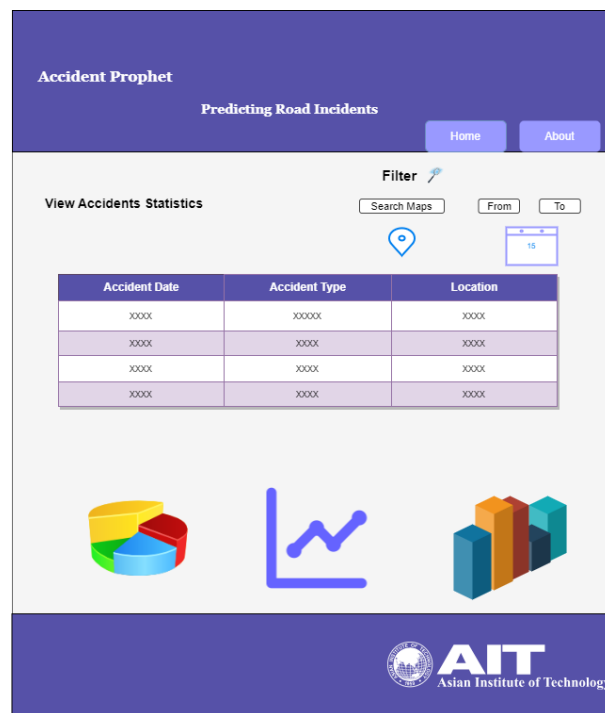 Accident Prophet
Predicting Road Incidents
Home About
Filter
View Accidents Statistics
Search Maps From To
15
Accident Date Accident Type Location
xxxx xxxxx xxxx
xxxx xxxx xxxx
xxxx xxxx xxxx
xxxx xxxx xxxx
AIT
Asian Institute of Technology